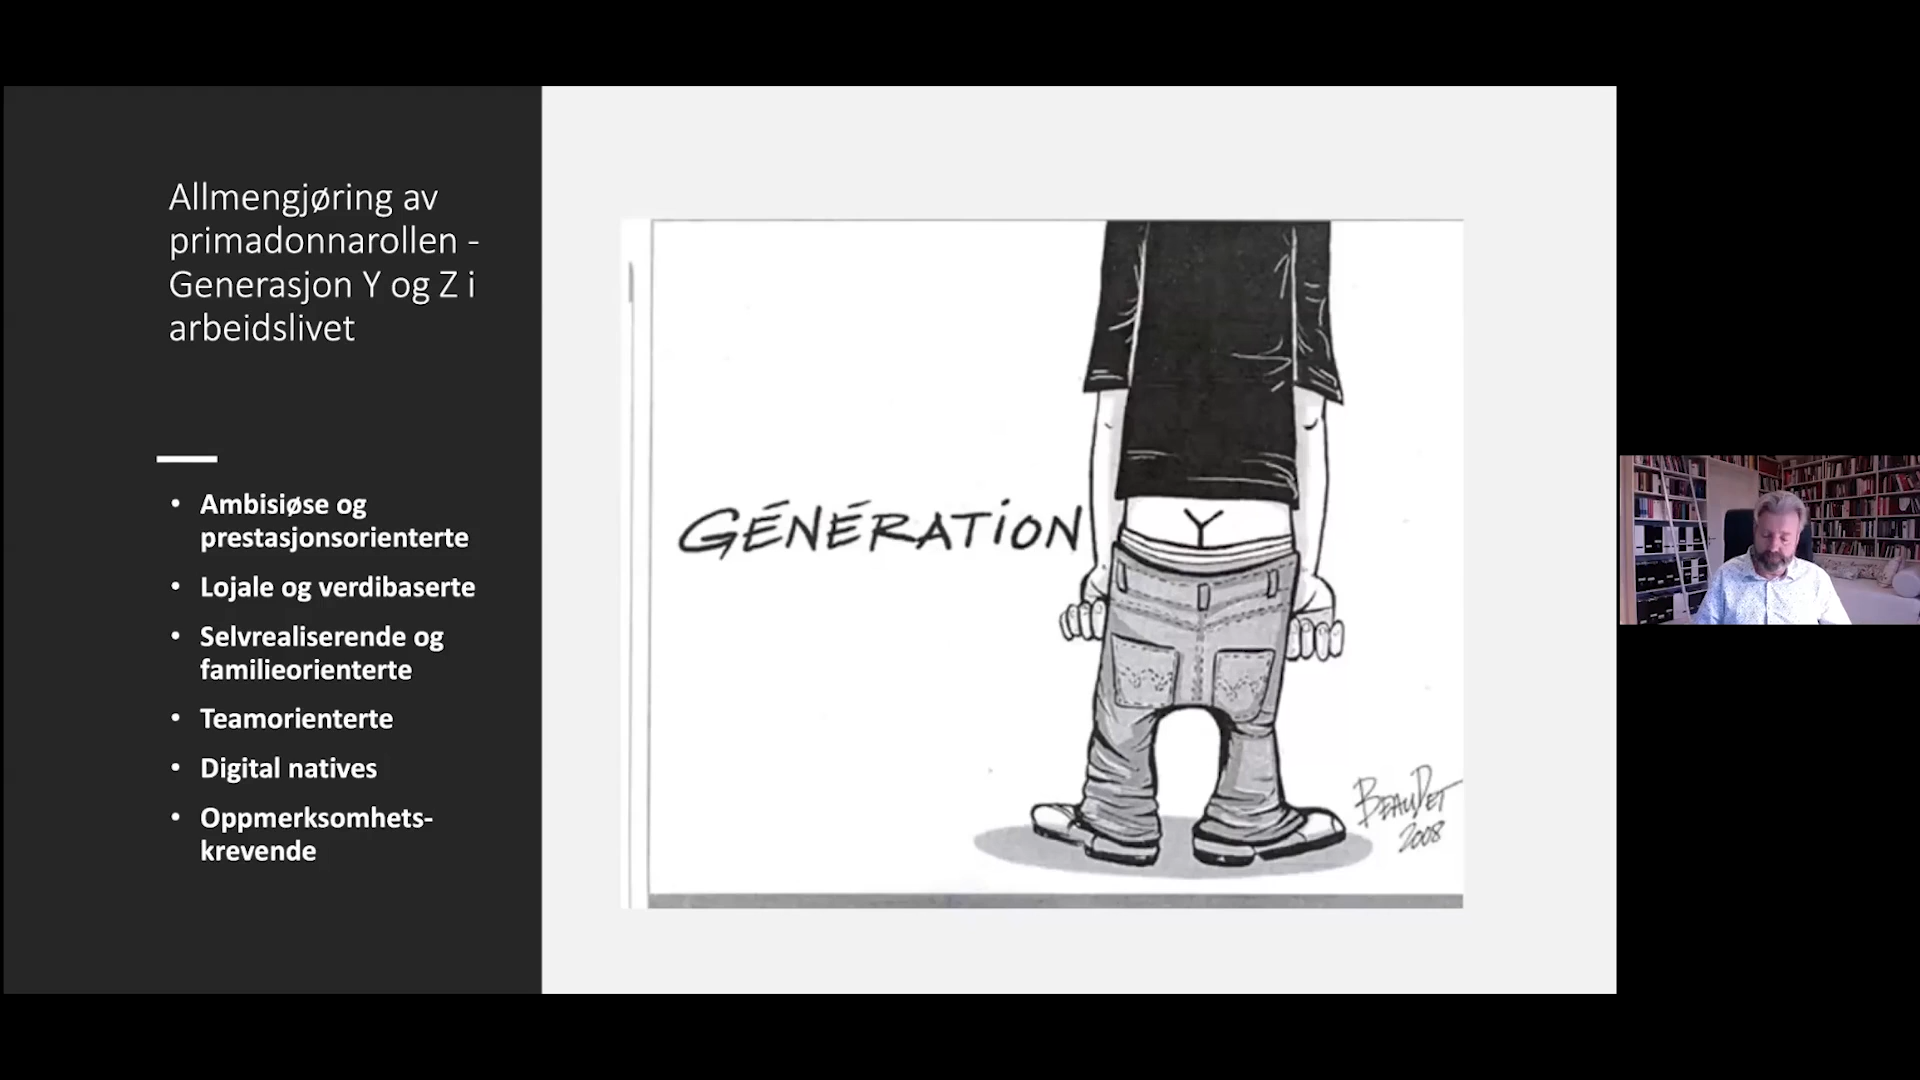 Allmengjøring av
primadonnarollen -
Generasjon Y og Z i
arbeidslivet
• Ambisiøse og
prestasjonsorienterte
• Lojale og verdibaserte
• Selvrealiserende og
familieorienterte
• Teamorienterte
• Digital natives
• Oppmerksomhets-
krevende
GÉNÉRATION Y
BEAUDET
2008